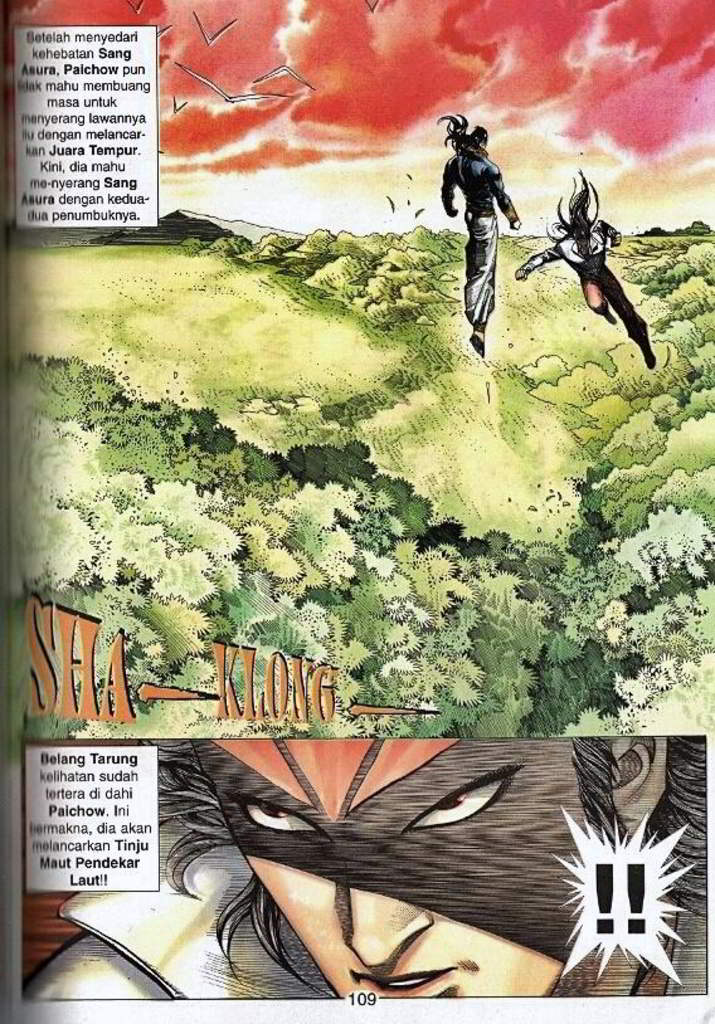 Setelah menyedari
kehebatan Sang
Asura, Paichow pun
tidak mahu membuang
masa untuk
menyerang lawannya
itu dengan melancar-
kan Juara Tempur.
Kini, dia mahu
me-nyerang Sang
Asura dengan kedua-
dua penumbuknya.
SHA - KLONG -
Belang Tarung
kelihatan sudah
tertera di dahi
Paichow. Ini
bermakna, dia akan
melancarkan Tinju
Maut Pendekar
Laut!!
!!
109